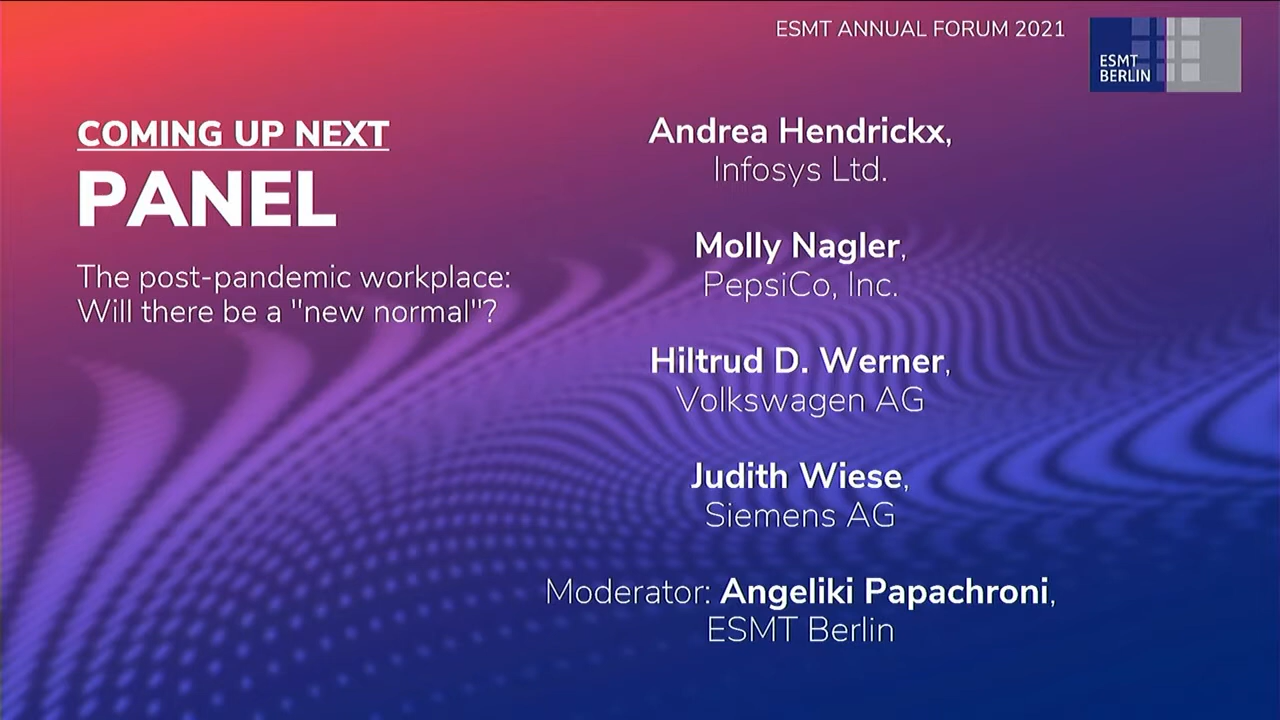 ESMT ANNUAL FORUM 2021
ESMT
BERLIN
COMING UP NEXT
PANEL
The post-pandemic workplace:
Will there be a "new normal"?
Andrea Hendrickx,
Infosys Ltd.
Molly Nagler,
PepsiCo, Inc.
Hiltrud D. Werner,
Volkswagen AG
Judith Wiese,
Siemens AG
Moderator: Angeliki Papachroni,
ESMT Berlin